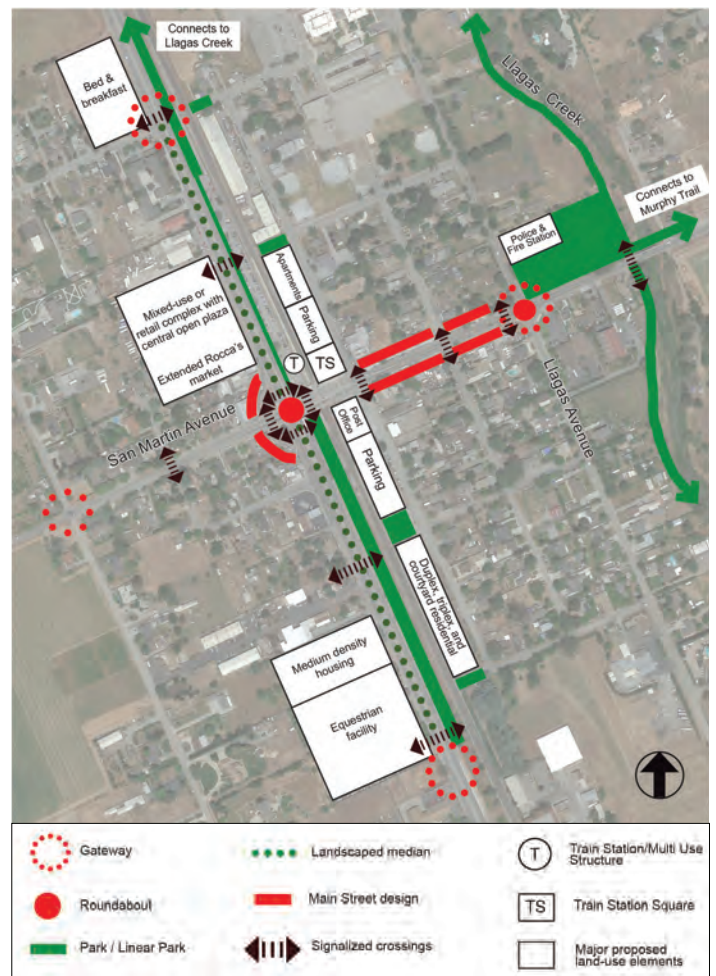 Connects to
Llagas Creek
Bed &
breakfast
Llagas Creek
Connects to
Murphy Trail
Police &
Fire Station
Apartments
Parking
Mixed-use or
retail complex with
central open plaza
Extended Rocca's
market
T
TS
San Martin Avenue
Post
Office
Parking
Llagas Avenue
Duplex, triplex, and
courtyard residential
Medium density
housing
Equestrian
facility
Gateway
Landscaped median
T
Train Station/Multi Use
Structure
Roundabout
Main Street design
TS
Train Station Square
Park / Linear Park
Signalized crossings
Major proposed
land-use elements